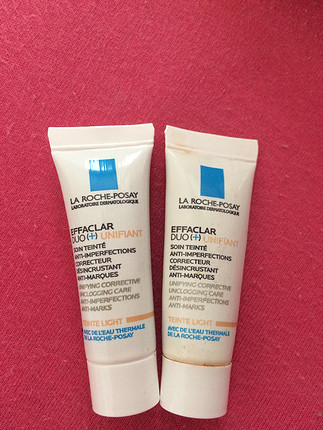 LA ROCHE-POSAY
LABORATOIRE DERMATOLOGIQUE
EFFACLAR
DUO(+) UNIFIANT
SOIN TEINTÉ
ANTI-IMPERFECTIONS
CORRECTEUR
DÉSINCRUSTANT
ANTI-MARQUES
UNIFYING CORRECTIVE
UNCLOGGING CARE
ANTI-IMPERFECTIONS
ANTI-MARKS
TEINTE LIGHT
AVEC DE L'EAU THERMALE
DE LA ROCHE-POSAY
LA ROCHE-POSAY
LABORATOIRE DERMATOLOGIQUE
EFFACLAR
DUO(+) UNIFIANT
SOIN TEINTÉ
ANTI-IMPERFECTIONS
CORRECTEUR
DÉSINCRUSTANT
ANTI-MARQUES
UNIFYING CORRECTIVE
UNCLOGGING CARE
ANTI-IMPERFECTIONS
ANTI-MARKS
TEINTE LIGHT
AVEC DE L'EAU THERMALE
DE LA ROCHE-POSAY